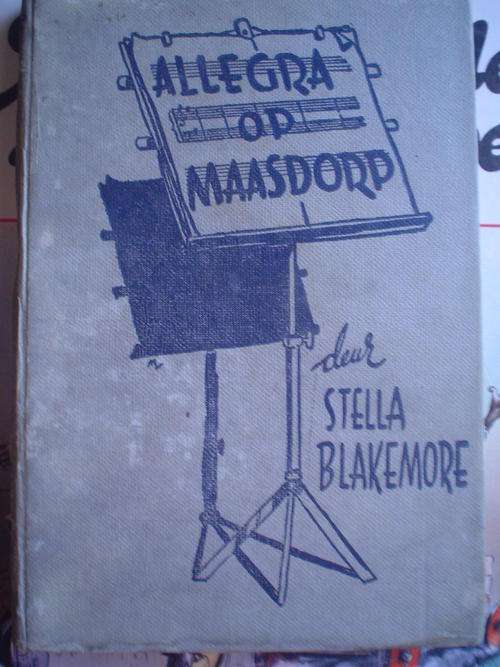 ALLEGRA
OP
MAASDORP
deur
STELLA
BLAKEMORE